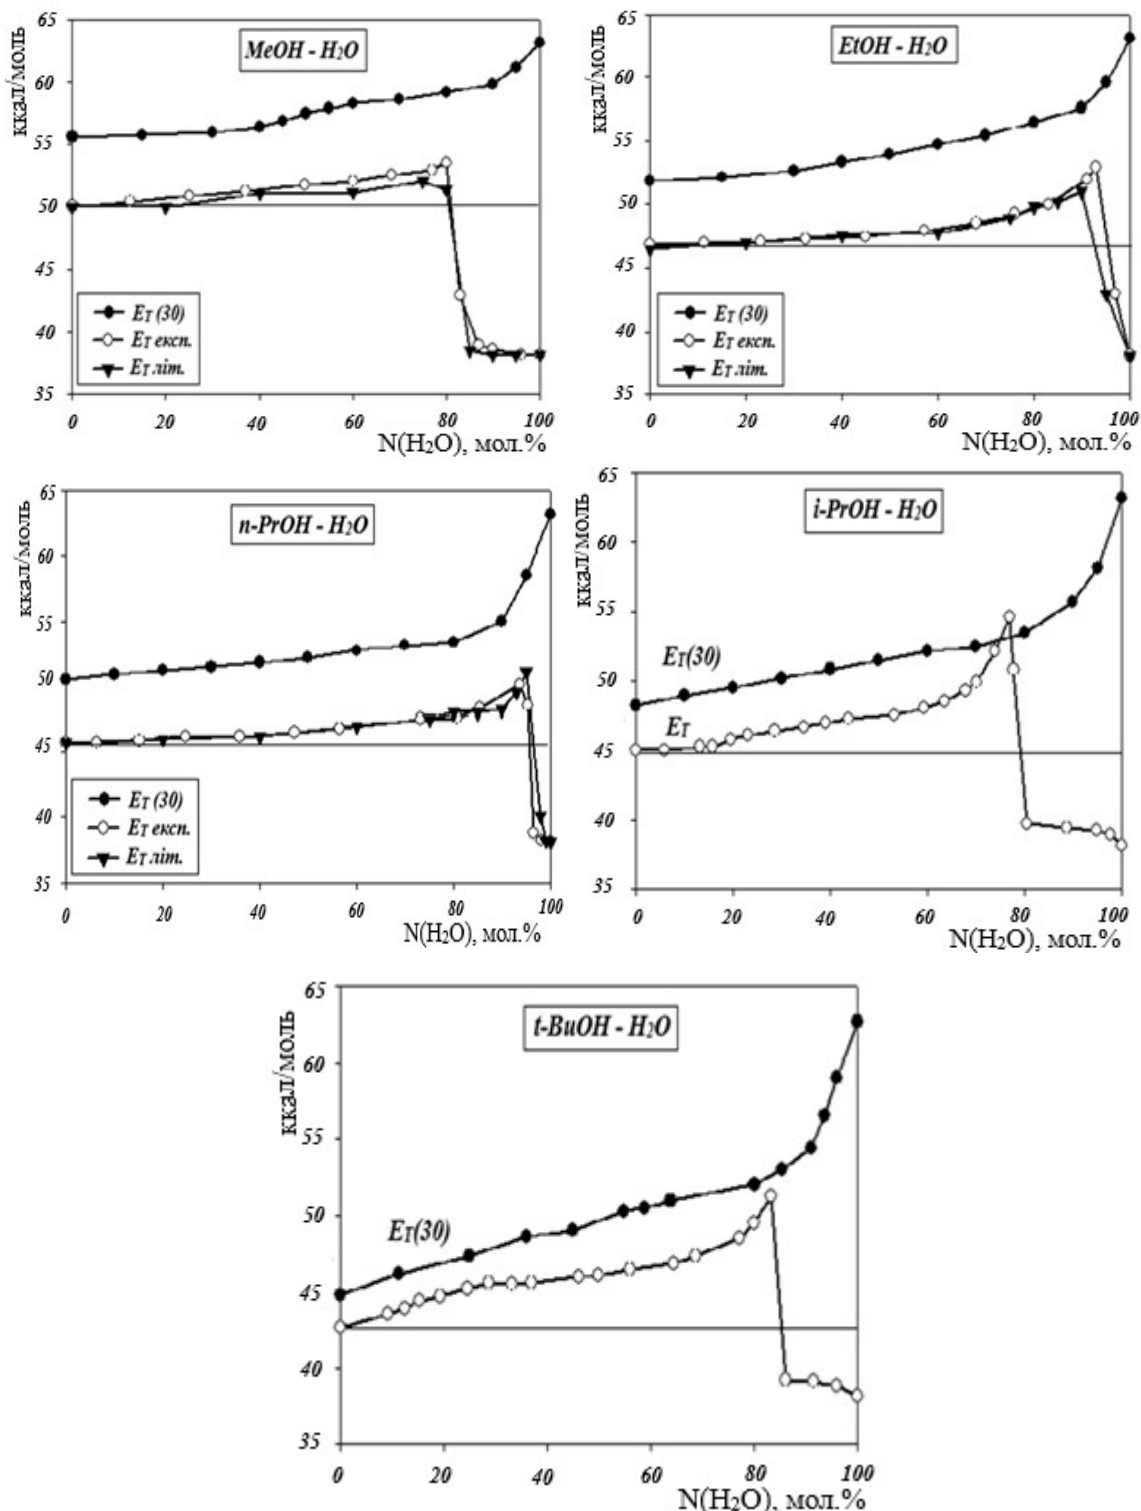 MeOH - H₂O
ккал/моль
65
60
55
50
45
40
35
E_T (30)
E_T експ.
E_T літ.
0 20 40 60 80 100
N(H₂O), мол.%
EtOH - H₂O
ккал/моль
65
60
55
50
45
40
35
E_T (30)
E_T експ.
E_T літ.
0 20 40 60 80 100
N(H₂O), мол.%
n-PrOH - H₂O
ккал/моль
65
60
55
50
45
40
35
E_T (30)
E_T експ.
E_T літ.
0 20 40 60 80 100
N(H₂O), мол.%
i-PrOH - H₂O
ккал/моль
65
60
55
50
45
40
35
E_T(30)
E_T
0 20 40 60 80 100
N(H₂O), мол.%
t-BuOH - H₂O
ккал/моль
65
60
55
50
45
40
35
E_T(30)
0 20 40 60 80 100
N(H₂O), мол.%